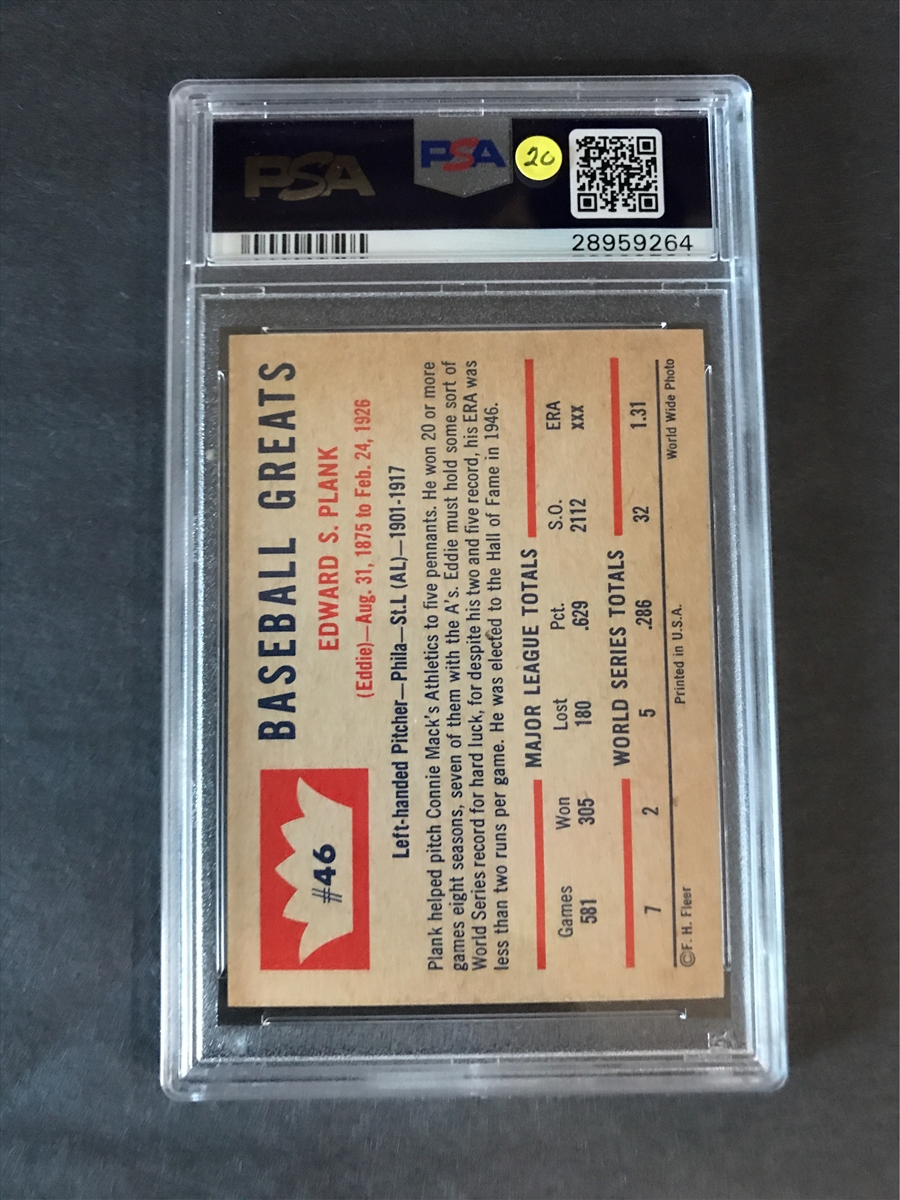 PSA
PSA
20
28959264
#46
BASEBALL GREATS
EDWARD S. PLANK
(Eddie)—Aug. 31, 1875 to Feb. 24, 1926
Left-handed Pitcher—Phila—St.L (AL)—1901-1917
Plank helped pitch Connie Mack's Athletics to five pennants. He won 20 or more
games eight seasons, seven of them with the A's. Eddie must hold some sort of
World Series record for hard luck, for despite his two and five record, his ERA was
less than two runs per game. He was elected to the Hall of Fame in 1946.
MAJOR LEAGUE TOTALS
Games Won Lost Pct. S.O. ERA
581 305 180 .629 2112 xxx
WORLD SERIES TOTALS
7 2 5 .286 32 1.31
©F. H. Fleer Printed in U.S.A. World Wide Photo